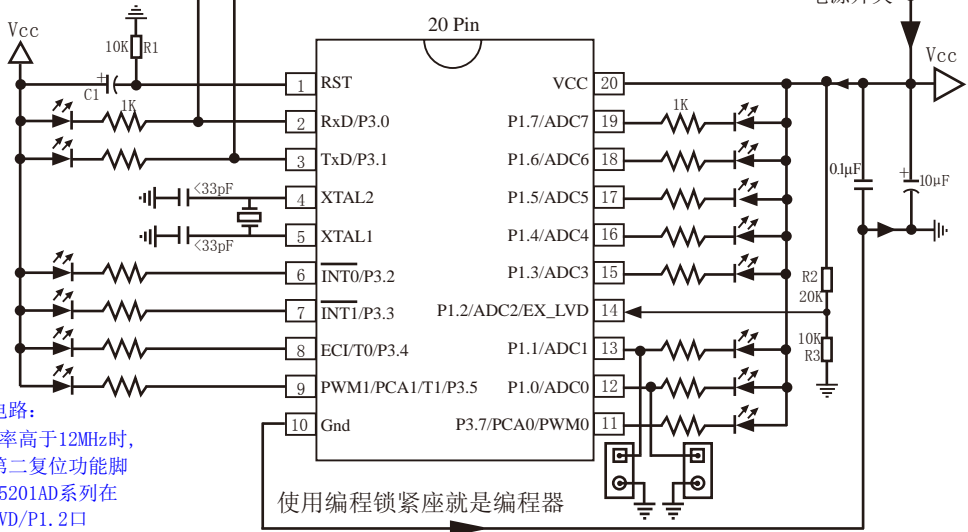 电源开关
20 Pin
Vcc
10K R1
C1
1K
1 RST
2 RxD/P3.0
3 TxD/P3.1
<33pF
4 XTAL2
5 XTAL1
<33pF
6 INT0/P3.2
7 INT1/P3.3
8 ECI/T0/P3.4
9 PWM1/PCA1/T1/P3.5
10 Gnd
VCC 20
P1.7/ADC7 19
1K
P1.6/ADC6 18
P1.5/ADC5 17
P1.4/ADC4 16
P1.3/ADC3 15
P1.2/ADC2/EX_LVD 14
P1.1/ADC1 13
P1.0/ADC0 12
P3.7/PCA0/PWM0 11
Vcc
0.1μF
10μF
R2
20K
10K
R3
电路:
率高于12MHz时,
第二复位功能脚
5201AD系列在
VD/P1.2口
使用编程锁紧座就是编程器